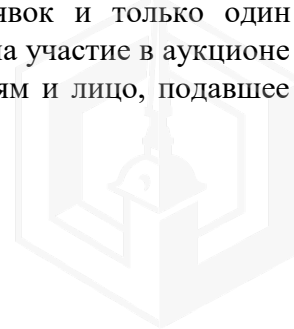 явок и только один
на участие в аукционе
ям и лицо, подавшее